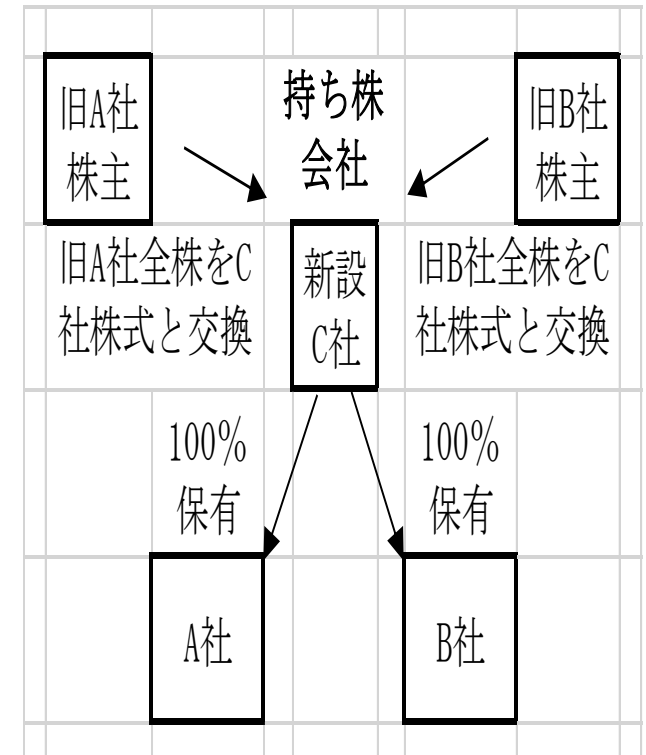 旧A社
株主
持ち株
会社
旧B社
株主
旧A社全株をC
社株式と交換
新設
C社
旧B社全株をC
社株式と交換
100%
保有
100%
保有
A社
B社